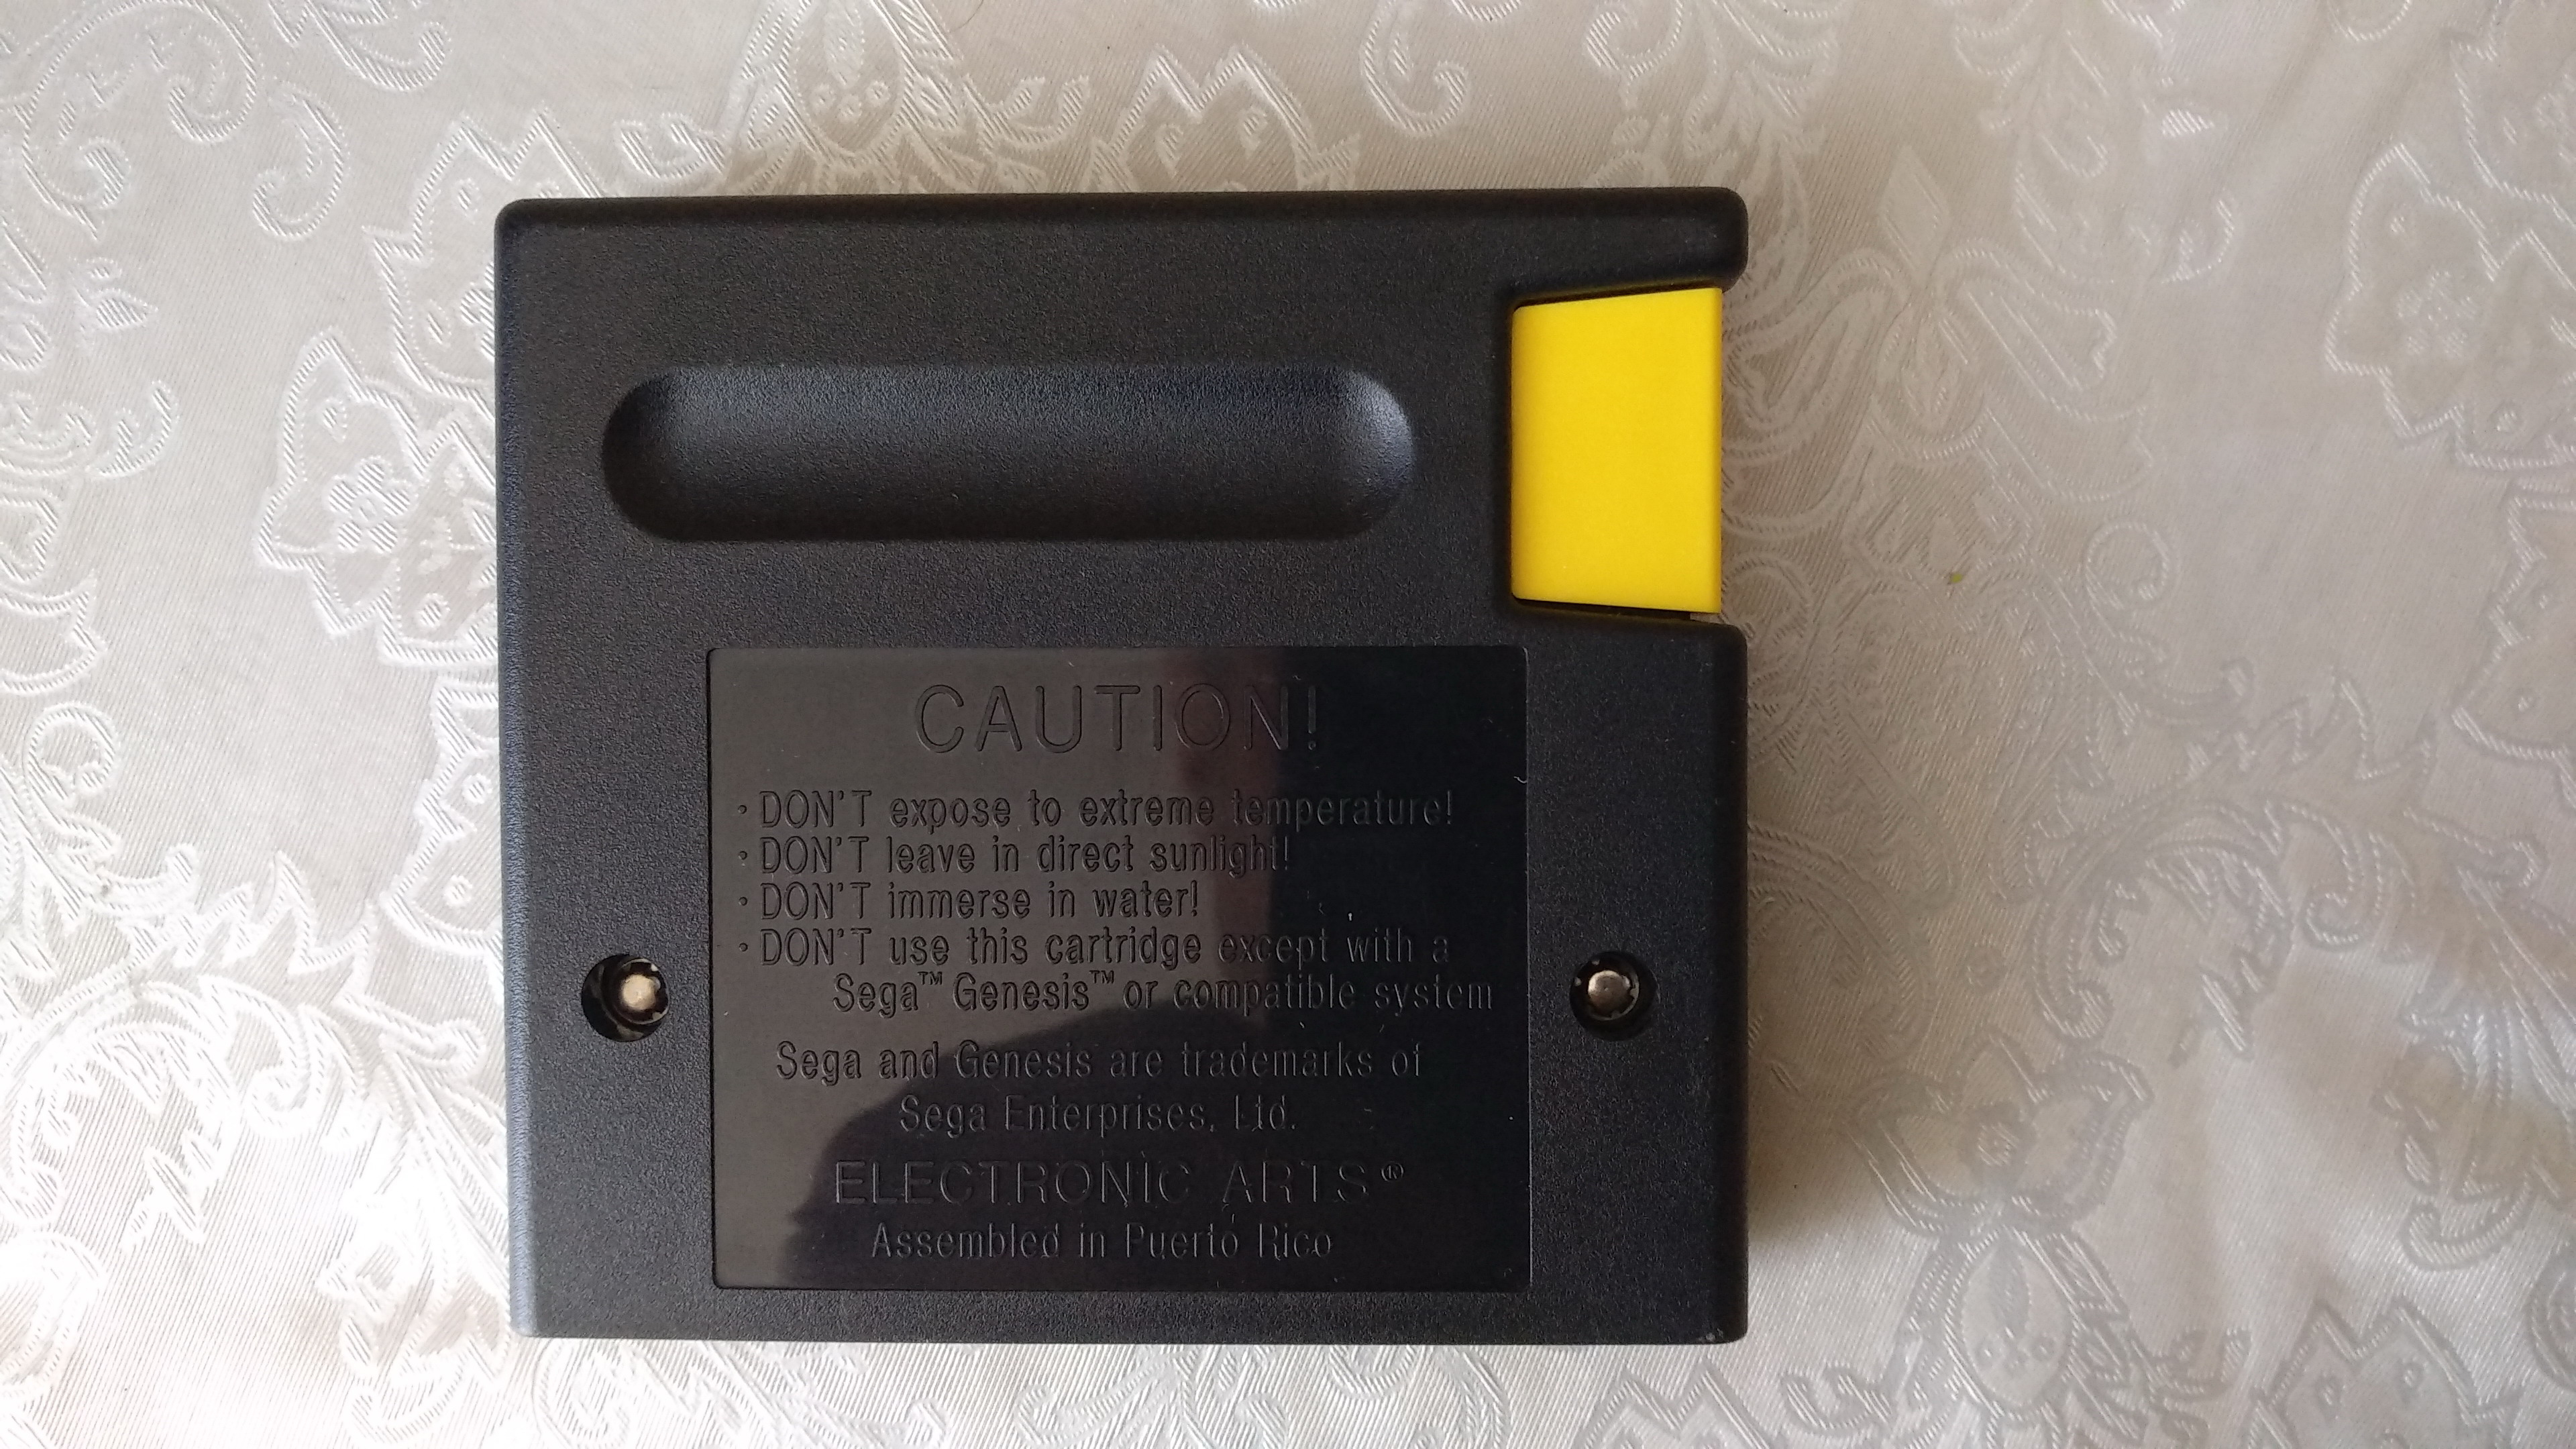 CAUTION!
· DON'T expose to extreme temperature!
· DON'T leave in direct sunlight!
· DON'T immerse in water!
· DON'T use this cartridge except with a
Sega™ Genesis™ or compatible system
Sega and Genesis are trademarks of
Sega Enterprises, Ltd.
ELECTRONIC ARTS®
Assembled in Puerto Rico